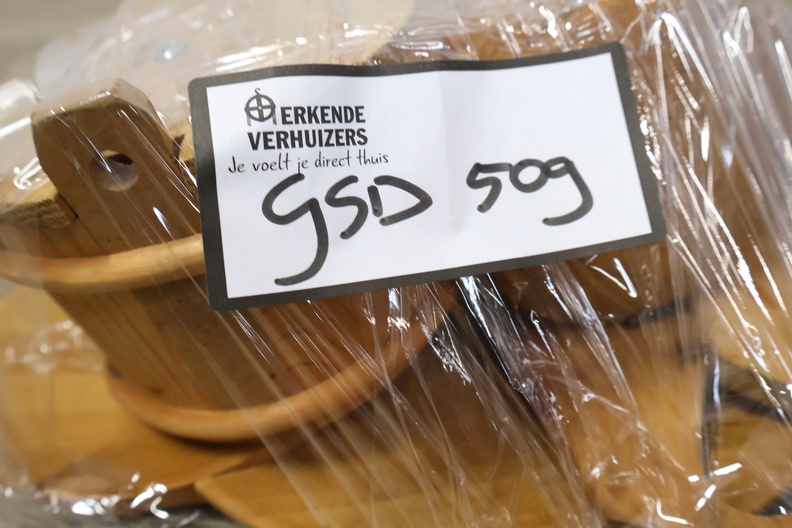 ERKENDE
VERHUIZERS
Je voelt je direct thuis
GSD 509